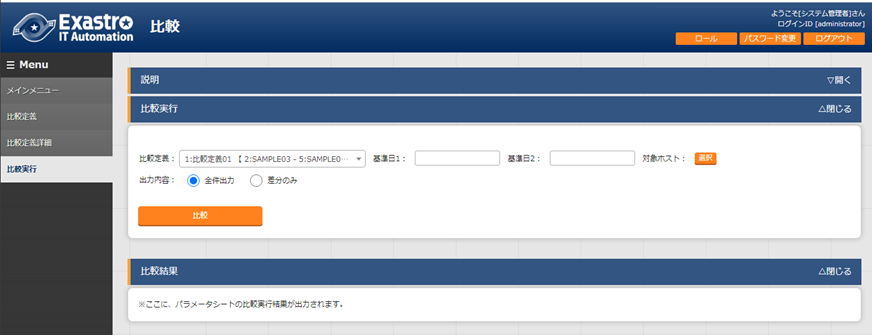 Exastro
IT Automation
比較
ようこそ[システム管理者]さん
ログインID [administrator]
ロール パスワード変更 ログアウト
☰ Menu
メインメニュー
比較定義
比較定義詳細
比較実行
説明 ▽開く
比較実行 △閉じる
比較定義： 1:比較定義01 【 2:SAMPLE03 - 5:SAMPLE0… 基準日1： 基準日2： 対象ホスト： 選択
出力内容： 全件出力 差分のみ
比較
比較結果 △閉じる
※ここに、パラメータシートの比較実行結果が出力されます。